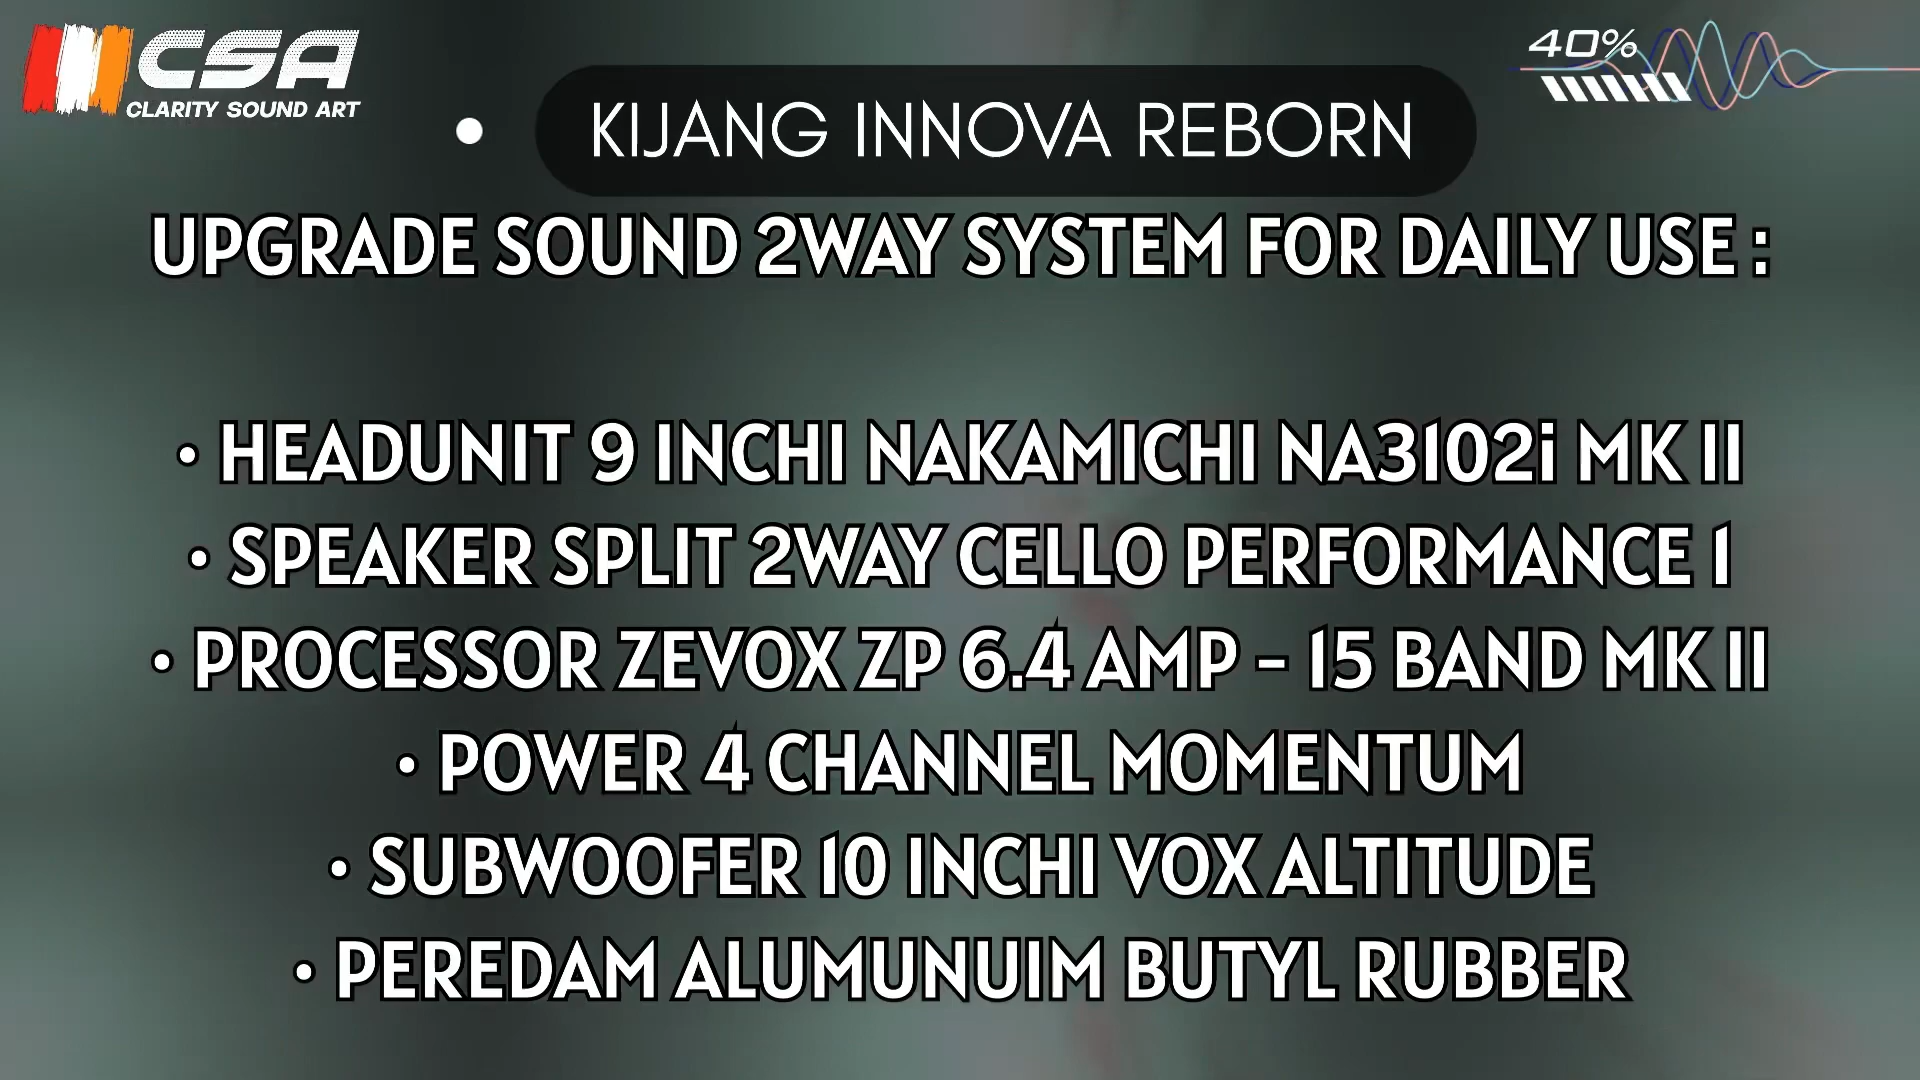 CSA
CLARITY SOUND ART
40%
• KIJANG INNOVA REBORN
UPGRADE SOUND 2WAY SYSTEM FOR DAILY USE :
• HEADUNIT 9 INCHI NAKAMICHI NA3102i MK II
• SPEAKER SPLIT 2WAY CELLO PERFORMANCE 1
• PROCESSOR ZEVOX ZP 6.4 AMP - 15 BAND MK II
• POWER 4 CHANNEL MOMENTUM
• SUBWOOFER 10 INCHI VOX ALTITUDE
• PEREDAM ALUMUNUIM BUTYL RUBBER